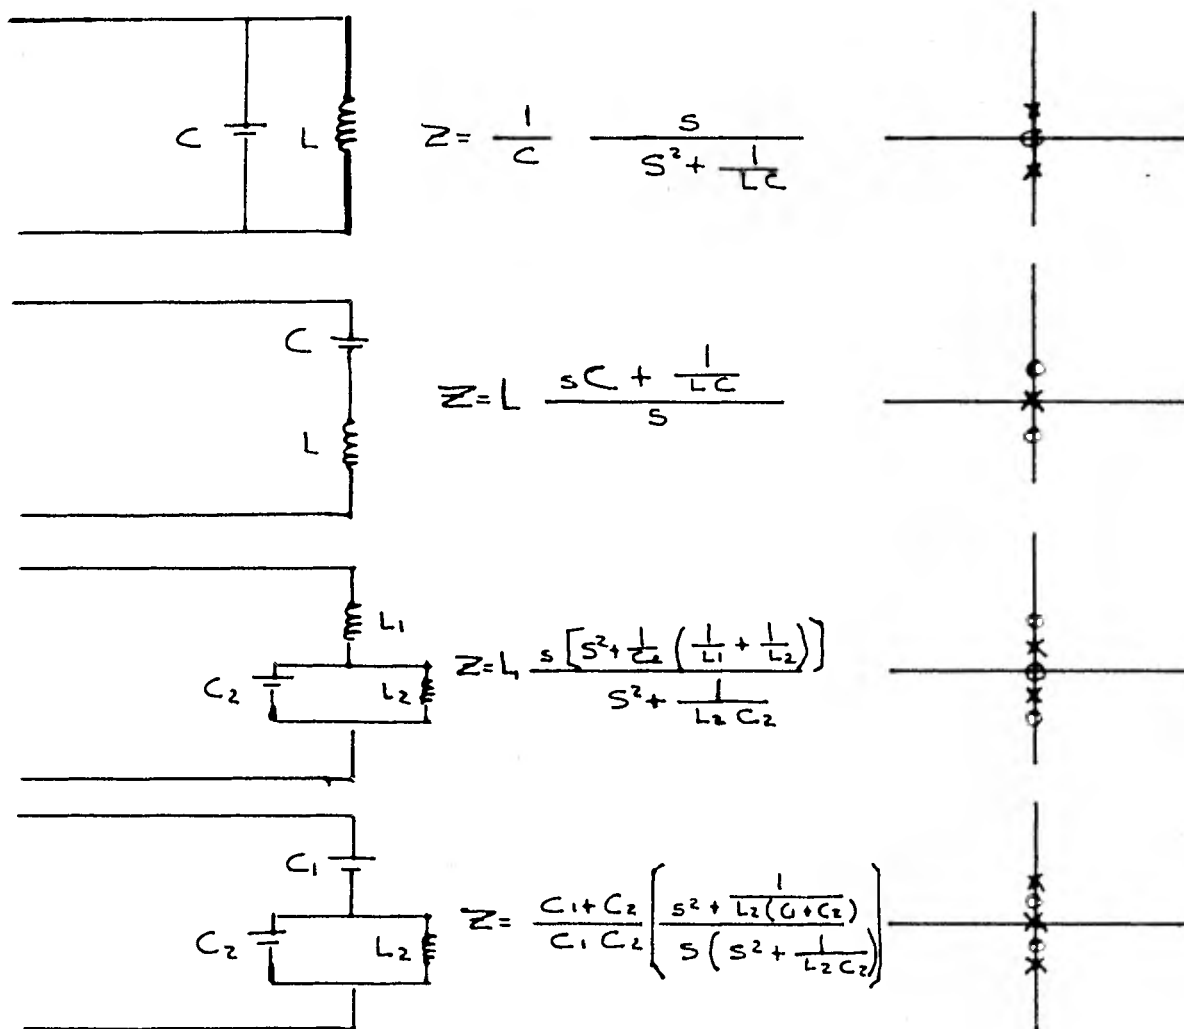 C L Z = 1/C s/(S² + 1/LC)
C
L
Z = L (sC + 1/LC)/s
L₁
C₂ L₂ Z = L₁ s[S² + 1/C₂ (1/L₁ + 1/L₂)]/(S² + 1/L₂C₂)
C₁
C₂ L₂ Z = (C₁ + C₂)/(C₁ C₂) [(s² + 1/(L₂(C₁ + C₂)))/(s(s² + 1/L₂C₂))]